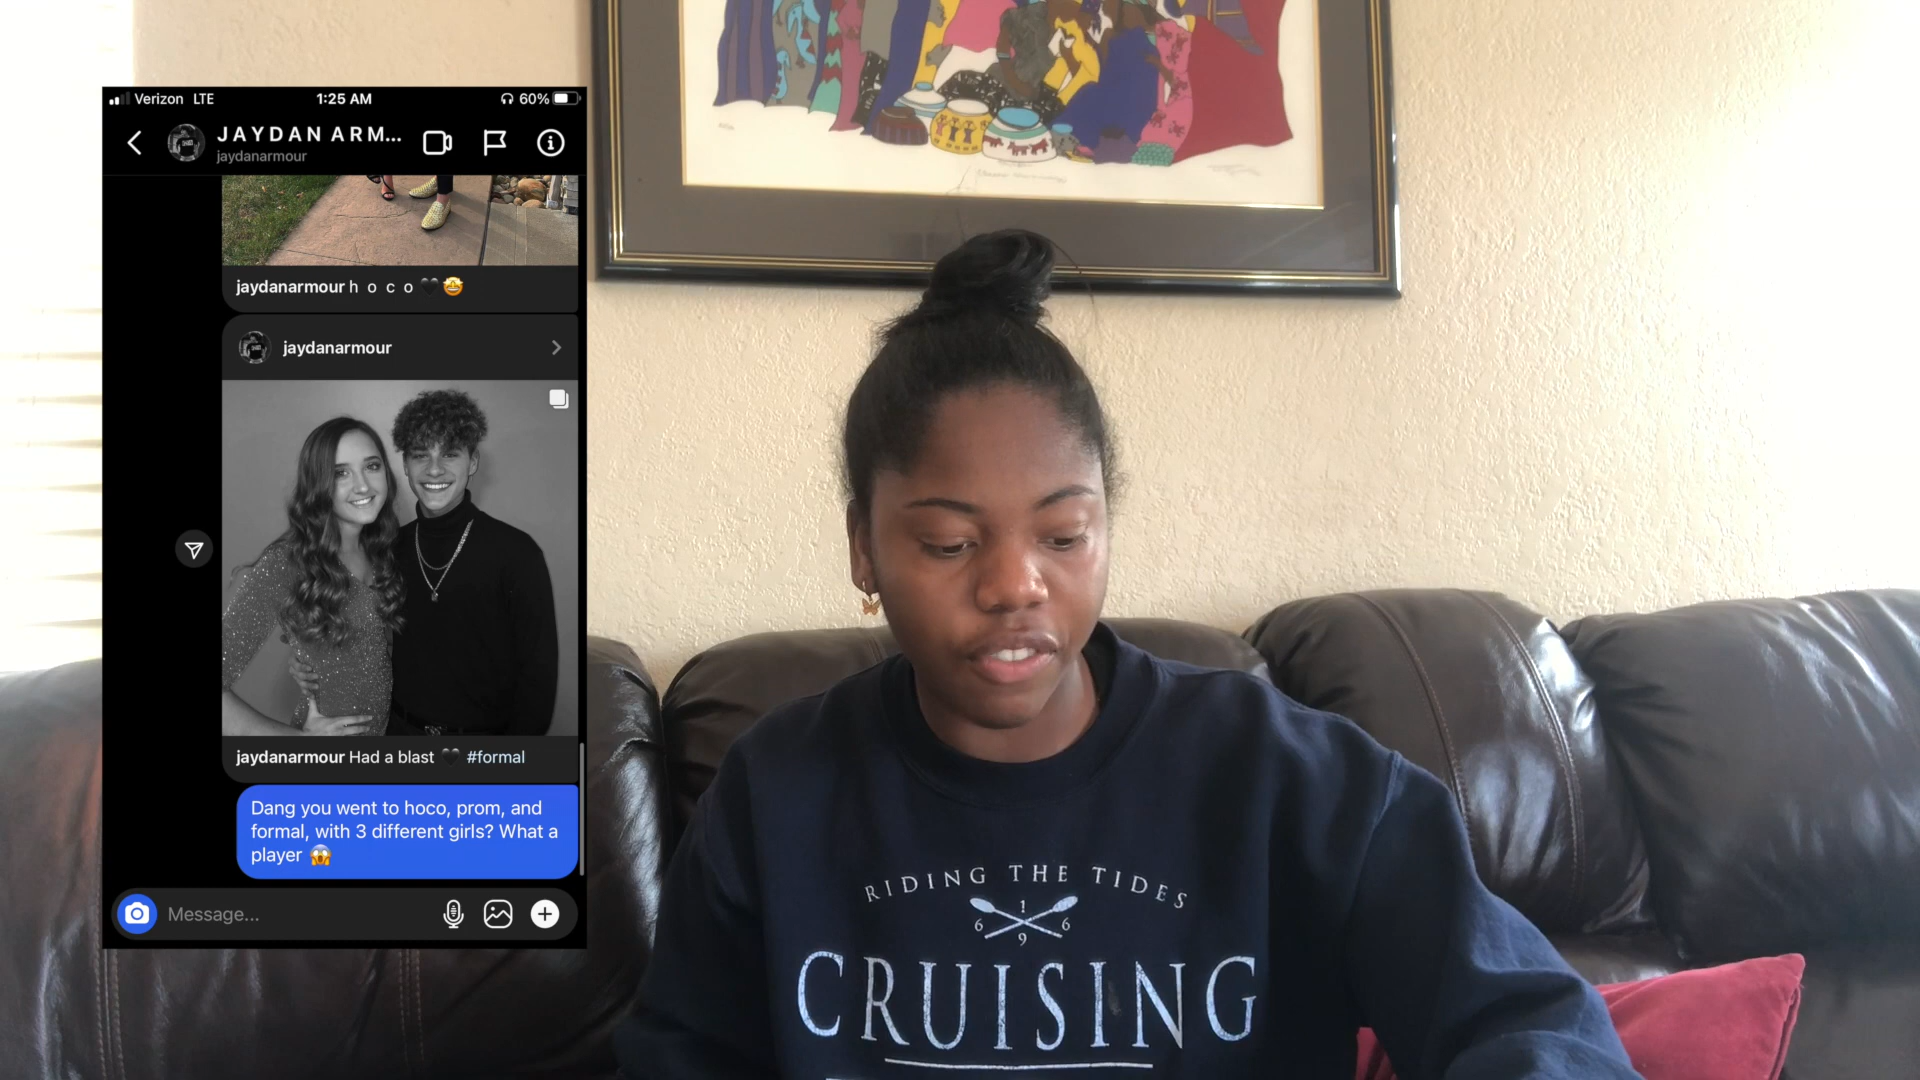 Verizon LTE 1:25 AM 60%
JAYDAN ARM...
jaydanarmour
jaydanarmour h o c o 🖤🤩
jaydanarmour
jaydanarmour Had a blast 🖤 #formal
Dang you went to hoco, prom, and
formal, with 3 different girls? What a
player 😱
Message...
RIDING THE TIDES
1
6 6
9
CRUISING